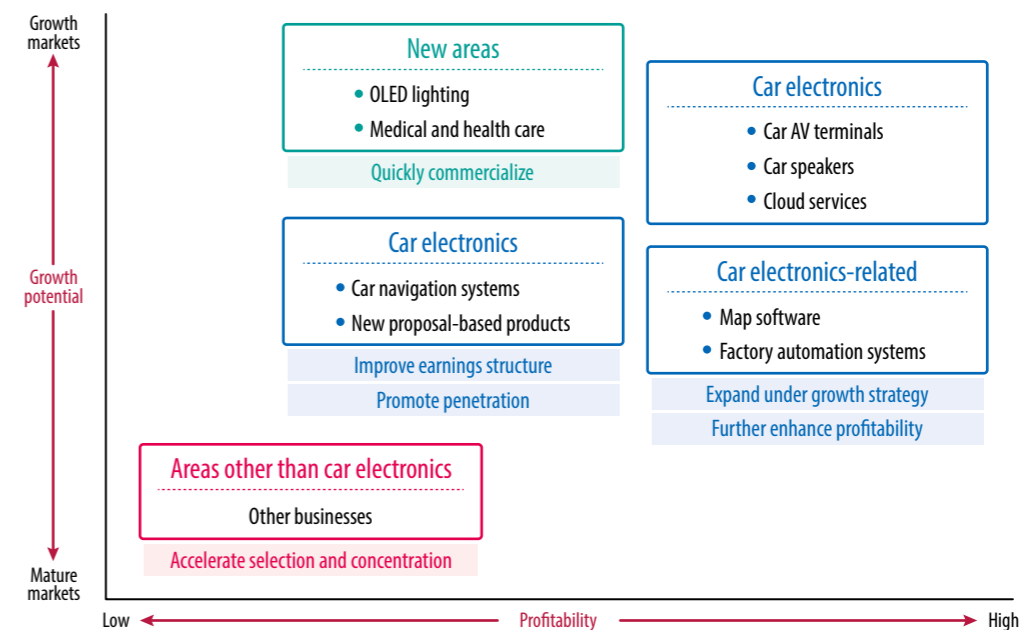 Growth
markets
Growth
potential
Mature
markets
New areas
• OLED lighting
• Medical and health care
Quickly commercialize
Car electronics
• Car AV terminals
• Car speakers
• Cloud services
Car electronics
• Car navigation systems
• New proposal-based products
Improve earnings structure
Promote penetration
Car electronics-related
• Map software
• Factory automation systems
Expand under growth strategy
Further enhance profitability
Areas other than car electronics
Other businesses
Accelerate selection and concentration
Low
Profitability
High